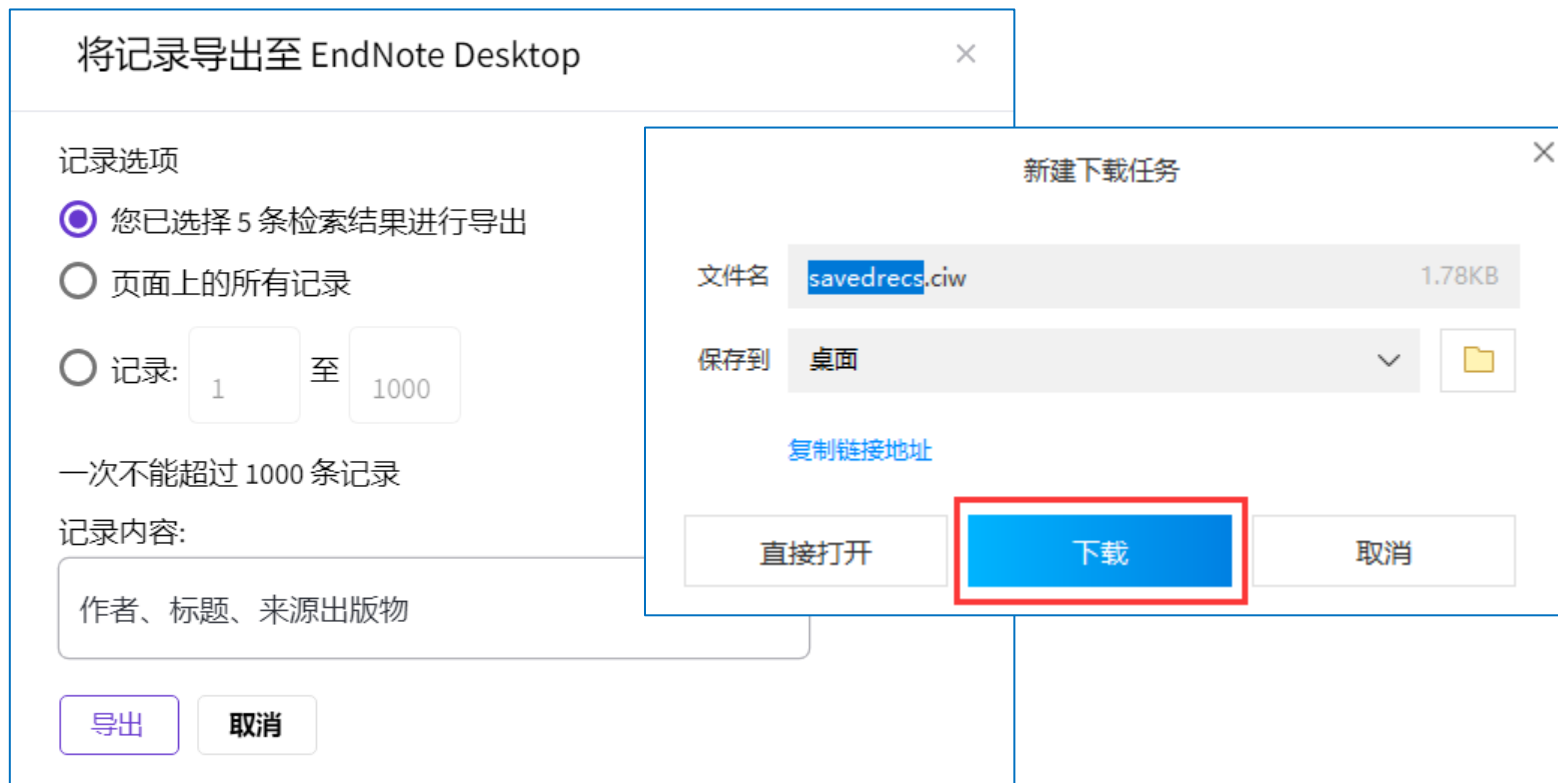 将记录导出至 EndNote Desktop
记录选项
您已选择 5 条检索结果进行导出
页面上的所有记录
记录: 1 至 1000
一次不能超过 1000 条记录
记录内容:
作者、标题、来源出版物
导出 取消
新建下载任务
文件名 savedrecs.ciw 1.78KB
保存到 桌面
复制链接地址
直接打开 下载 取消